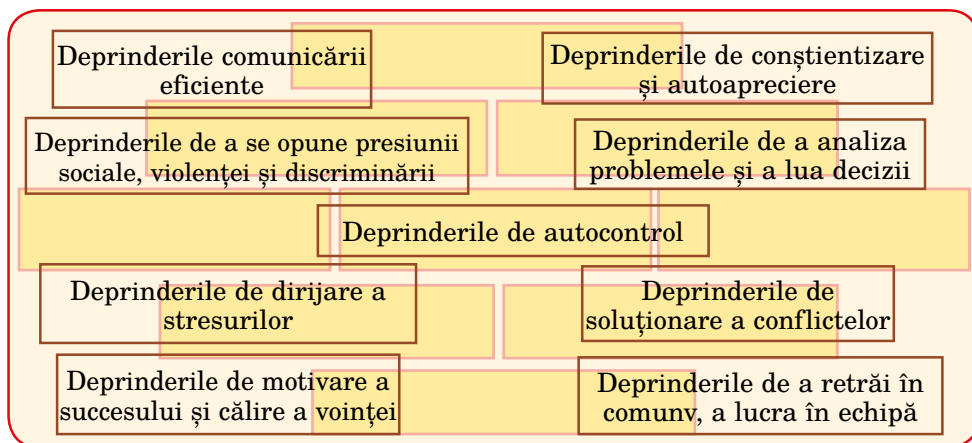 Deprinderile comunicării
eficiente
Deprinderile de conștientizare
și autoapreciere
Deprinderile de a se opune presiunii
sociale, violenței și discriminării
Deprinderile de a analiza
problemele și a lua decizii
Deprinderile de autocontrol
Deprinderile de dirijare a
stresurilor
Deprinderile de
soluționare a conflictelor
Deprinderile de motivare a
succesului și călire a voinței
Deprinderile de a retrăi în
comunv, a lucra în echipă